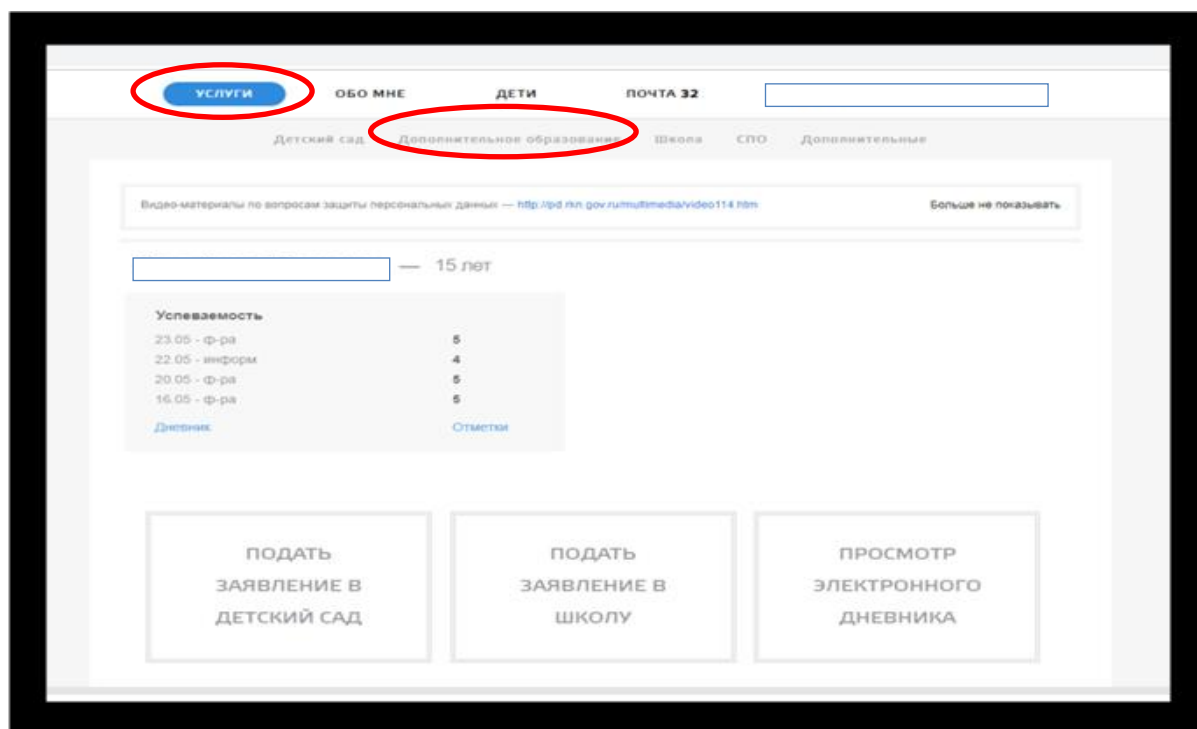 УСЛУГИ ОБО МНЕ ДЕТИ ПОЧТА 32
Детский сад Дополнительное образование Школа СПО Дополнительные
Видео-материалы по вопросам защиты персональных данных — http://pd.rkn.gov.ru/multimedia/video114.htm Больше не показывать
— 15 лет
Успеваемость
23.05 - ф-ра 5
22.05 - информ 4
20.05 - ф-ра 5
16.05 - ф-ра 5
Дневник Отметки
ПОДАТЬ
ЗАЯВЛЕНИЕ В
ДЕТСКИЙ САД
ПОДАТЬ
ЗАЯВЛЕНИЕ В
ШКОЛУ
ПРОСМОТР
ЭЛЕКТРОННОГО
ДНЕВНИКА